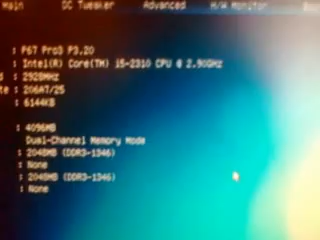 Main OC Tweaker Advanced H/W Monitor
: P67 Pro3 P3.20
: Intel(R) Core(TM) i5-2310 CPU @ 2.90GHz
: 2928MHz
: 206A7/25
: 6144KB
: 4096MB
Dual-Channel Memory Mode
: 2048MB (DDR3-1346)
: None
: 2048MB (DDR3-1346)
: None